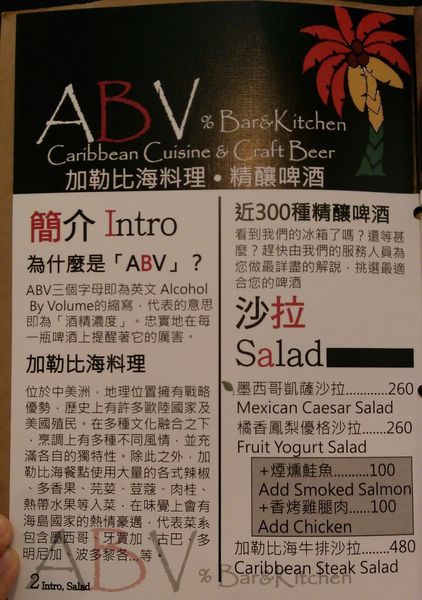 ABV % Bar&Kitchen
Caribbean Cuisine & Craft Beer
加勒比海料理・精釀啤酒
簡介 Intro
為什麼是「ABV」?
ABV三個字母即為英文 Alcohol
By Volume的縮寫，代表的意思
即為「酒精濃度」。忠實地在每
一瓶啤酒上提醒著它的厲害。
加勒比海料理
位於中美洲，地理位置擁有戰略
優勢，歷史上有許多歐陸國家及
美國殖民。在多種文化融合之下
，烹調上有多種不同風情，並充
滿各自的獨特性。除此之外，加
勒比海餐點使用大量的各式辣椒
、多香果、芫荽、荳蔻、肉桂、
熱帶水果等入菜，在味覺上會有
海島國家的熱情豪邁，代表菜系
包含墨西哥、牙買加、古巴、多
明尼加、波多黎各...等。
近300種精釀啤酒
看到我們的冰箱了嗎？還等甚
麼？趕快由我們的服務人員為
您做最詳盡的解說，挑選最適
合您的啤酒
沙拉
Salad
墨西哥凱薩沙拉............260
Mexican Caesar Salad
橘香鳳梨優格沙拉.......260
Fruit Yogurt Salad
+煙燻鮭魚..........100
Add Smoked Salmon
+香烤雞腿肉......100
Add Chicken
加勒比海牛排沙拉........480
Caribbean Steak Salad
2 Intro, Salad
ABV % Bar&Kitchen